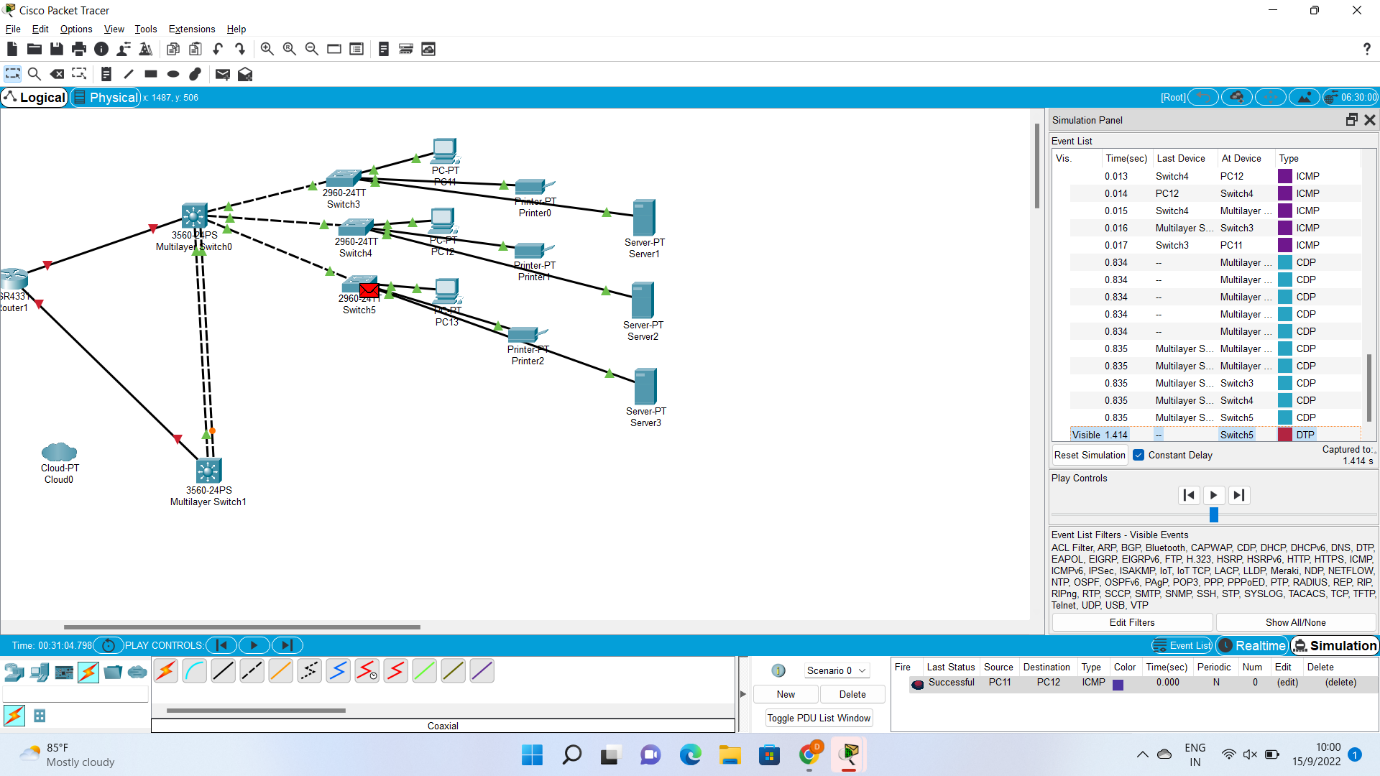 Cisco Packet Tracer
File Edit Options View Tools Extensions Help
?
Logical Physical x: 1487, y: 506 [Root] 06:30:00
PC-PT
PC11
2960-24TT
Switch3
Printer-PT
Printer0
3560-24PS
Multilayer Switch0
2960-24TT
Switch4
PC-PT
PC12
Server-PT
Server1
Printer-PT
Printer1
2960-24TT
Switch5
PC-PT
PC13
Server-PT
Server2
Printer-PT
Printer2
Server-PT
Server3
Cloud-PT
Cloud0
3560-24PS
Multilayer Switch1
Simulation Panel
Event List
Vis. Time(sec) Last Device At Device Type
0.013 Switch4 PC12 ICMP
0.014 PC12 Switch4 ICMP
0.015 Switch4 Multilayer ... ICMP
0.016 Multilayer S... Switch3 ICMP
0.017 Switch3 PC11 ICMP
0.834 -- Multilayer ... CDP
0.834 -- Multilayer ... CDP
0.834 -- Multilayer ... CDP
0.834 -- Multilayer ... CDP
0.834 -- Multilayer ... CDP
0.835 Multilayer S... Multilayer ... CDP
0.835 Multilayer S... Multilayer ... CDP
0.835 Multilayer S... Switch3 CDP
0.835 Multilayer S... Switch4 CDP
0.835 Multilayer S... Switch5 CDP
Visible 1.414 -- Switch5 DTP
Reset Simulation Constant Delay Captured to:
1.414 s
Play Controls
Event List Filters - Visible Events
ACL Filter, ARP, BGP, Bluetooth, CAPWAP, CDP, DHCP, DHCPv6, DNS, DTP,
EAPOL, EIGRP, EIGRPv6, FTP, H.323, HSRP, HSRPv6, HTTP, HTTPS, ICMP,
ICMPv6, IPSec, ISAKMP, IoT, IoT TCP, LACP, LLDP, Meraki, NDP, NETFLOW,
NTP, OSPF, OSPFv6, PAgP, POP3, PPP, PPPoED, PTP, RADIUS, REP, RIP,
RIPng, RTP, SCCP, SMTP, SNMP, SSH, STP, SYSLOG, TACACS, TCP, TFTP,
Telnet, UDP, USB, VTP
Edit Filters Show All/None
Time: 00:31:04.798 PLAY CONTROLS: Event List Realtime Simulation
Scenario 0
New Delete
Toggle PDU List Window
Fire Last Status Source Destination Type Color Time(sec) Periodic Num Edit Delete
Successful PC11 PC12 ICMP 0.000 N 0 (edit) (delete)
Coaxial
85°F
Mostly cloudy
ENG
IN
10:00
15/9/2022
1